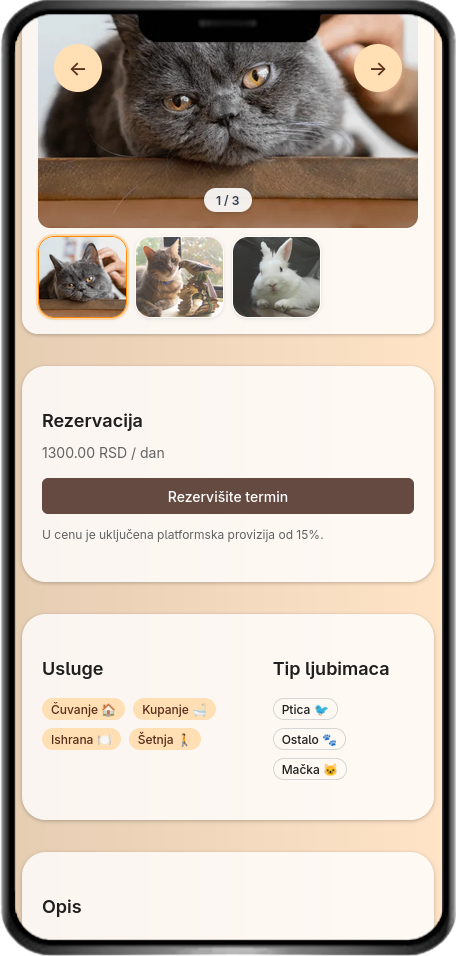 1 / 3
Rezervacija
1300.00 RSD / dan
Rezervišite termin
U cenu je uključena platformska provizija od 15%.
Usluge
Čuvanje 🏠 Kupanje 🛁
Ishrana 🍽️ Šetnja 🚶
Tip ljubimaca
Ptica 🐦
Ostalo 🐾
Mačka 🐱
Opis